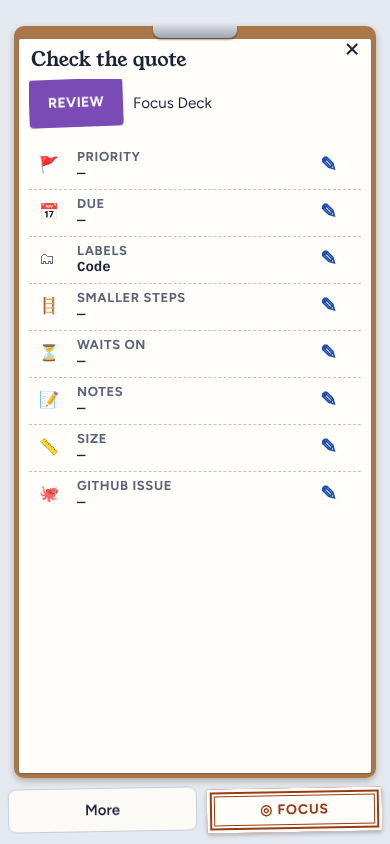 Check the quote
REVIEW
Focus Deck
PRIORITY
—
DUE
—
LABELS
Code
SMALLER STEPS
—
WAITS ON
—
NOTES
—
SIZE
—
GITHUB ISSUE
—
More
◎ FOCUS